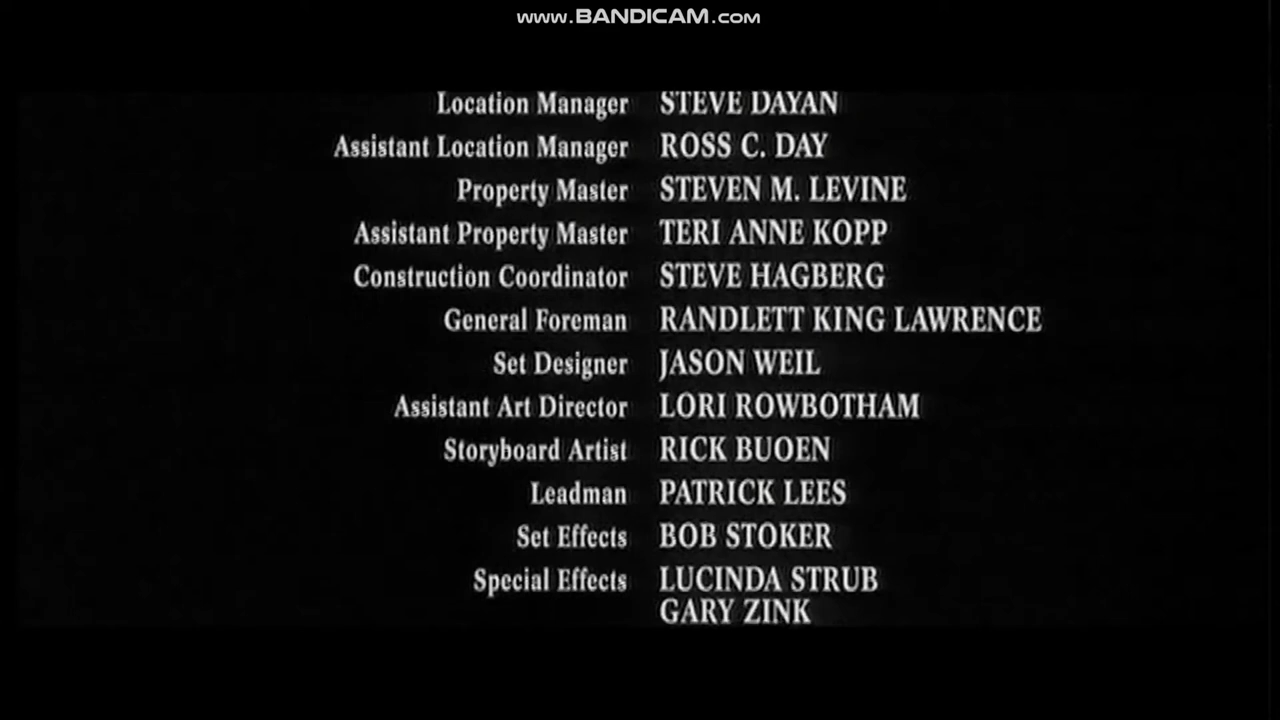 www.BANDICAM.com
Location Manager STEVE DAYAN
Assistant Location Manager ROSS C. DAY
Property Master STEVEN M. LEVINE
Assistant Property Master TERI ANNE KOPP
Construction Coordinator STEVE HAGBERG
General Foreman RANDLETT KING LAWRENCE
Set Designer JASON WEIL
Assistant Art Director LORI ROWBOTHAM
Storyboard Artist RICK BUOEN
Leadman PATRICK LEES
Set Effects BOB STOKER
Special Effects LUCINDA STRUB
GARY ZINK